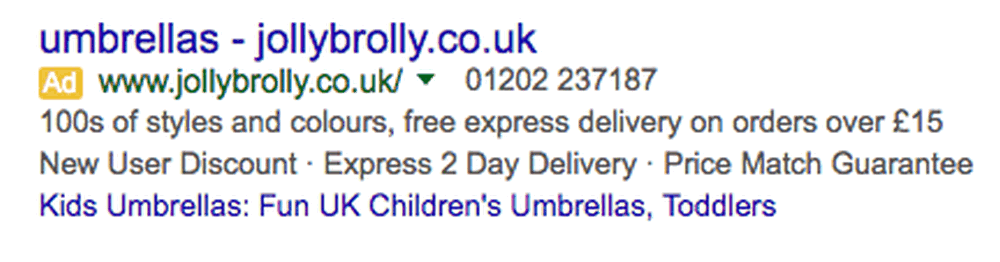 umbrellas - jollybrolly.co.uk
Ad www.jollybrolly.co.uk/ 01202 237187
100s of styles and colours, free express delivery on orders over £15
New User Discount · Express 2 Day Delivery · Price Match Guarantee
Kids Umbrellas: Fun UK Children's Umbrellas, Toddlers